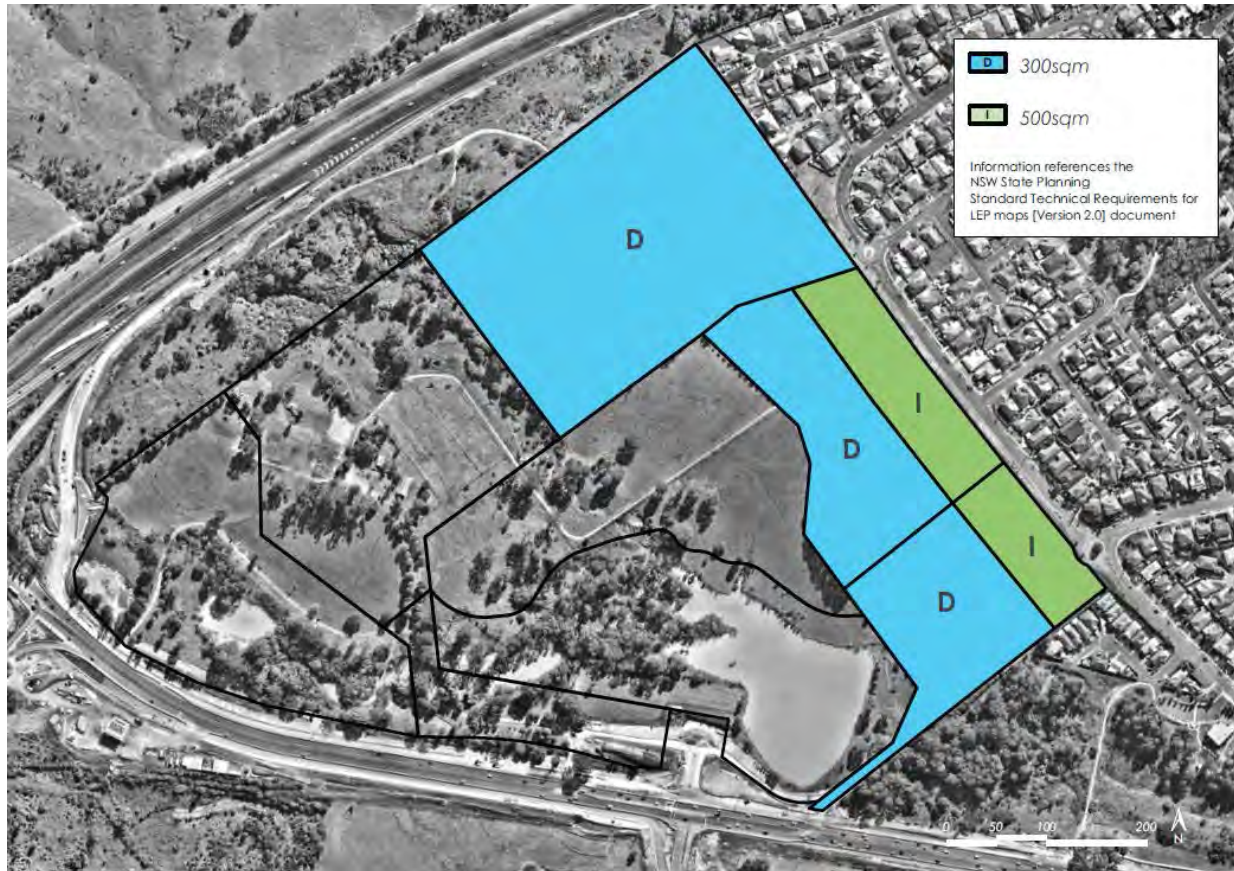 D 300sqm
I 500sqm
Information references the
NSW State Planning
Standard Technical Requirements for
LEP maps [Version 2.0] document
D
I
D
I
D
0 50 100 200
N